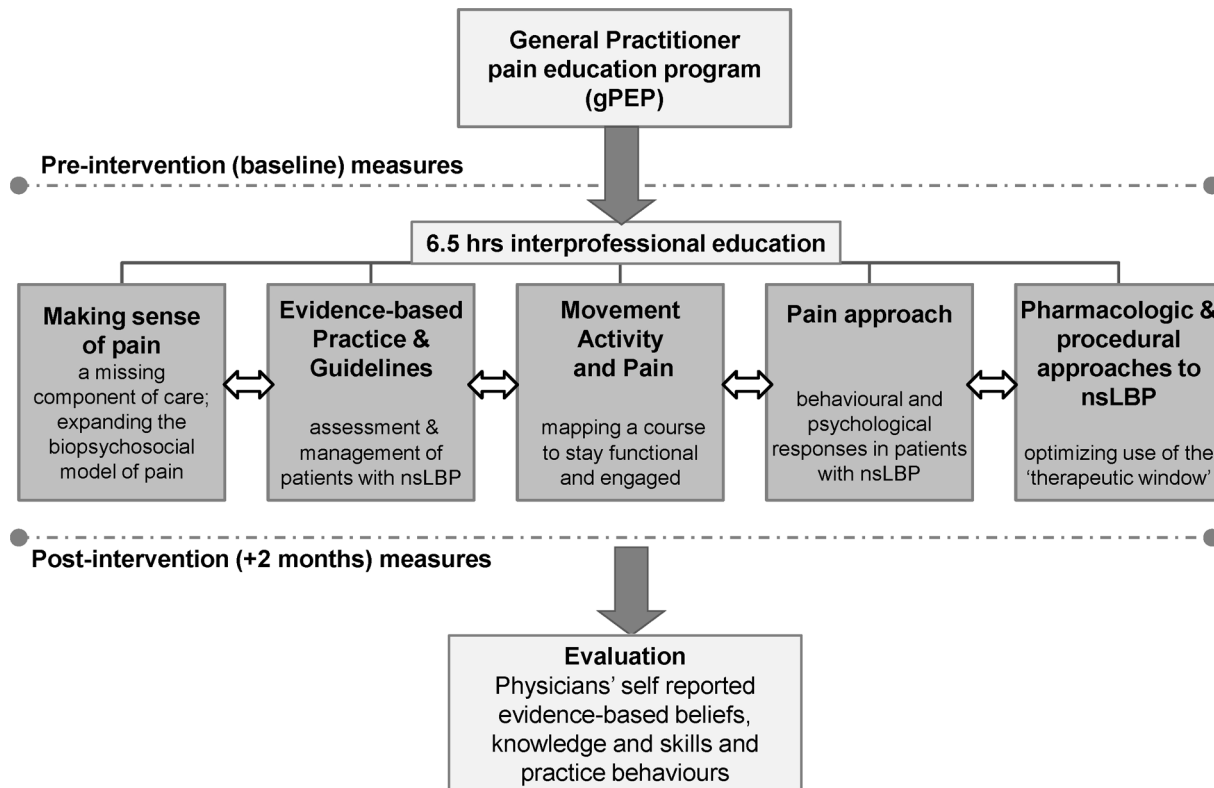 General Practitioner
pain education program
(gPEP)
Pre-intervention (baseline) measures
6.5 hrs interprofessional education
Making sense
of pain
a missing
component of care;
expanding the
biopsychosocial
model of pain
Evidence-based
Practice &
Guidelines
assessment &
management of
patients with nsLBP
Movement
Activity
and Pain
mapping a course
to stay functional
and engaged
Pain approach
behavioural and
psychological
responses in patients
with nsLBP
Pharmacologic &
procedural
approaches to
nsLBP
optimizing use of the
‘therapeutic window’
Post-intervention (+2 months) measures
Evaluation
Physicians’ self reported
evidence-based beliefs,
knowledge and skills and
practice behaviours